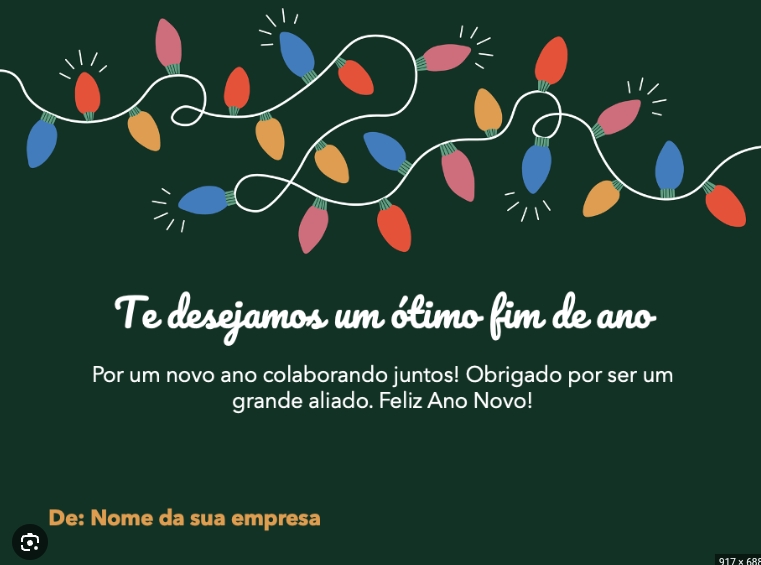 Te desejamos um ótimo fim de ano
Por um novo ano colaborando juntos! Obrigado por ser um
grande aliado. Feliz Ano Novo!
De: Nome da sua empresa
917 x 688